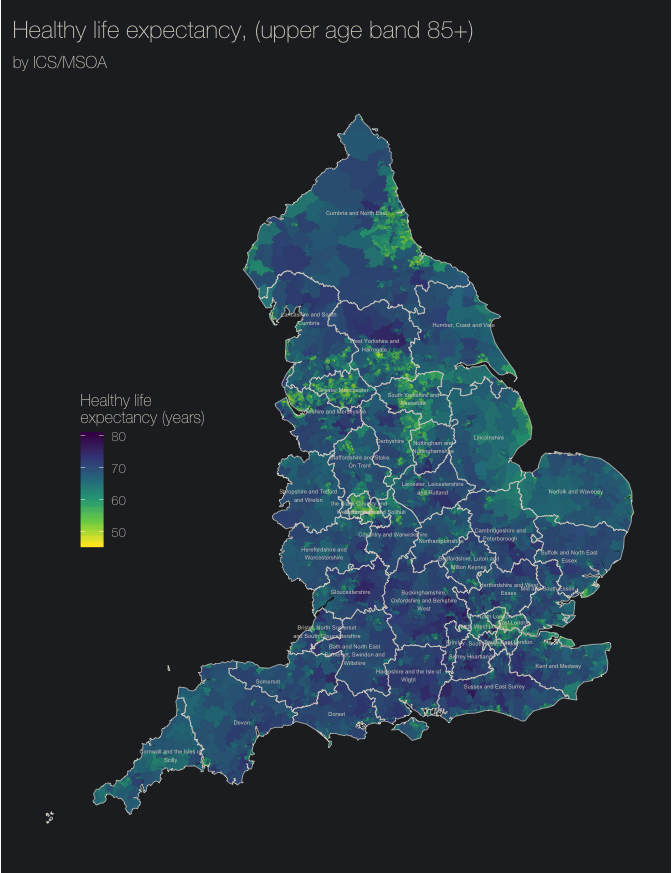 Healthy life expectancy, (upper age band 85+)
by ICS/MSOA
Cumbria and North East
Lancashire and South
Cumbria
Humber, Coast and Vale
West Yorkshire and
Harrogate
Greater Manchester
South Yorkshire and
Cheshire and Merseyside
Derbyshire
Nottingham and
Nottinghamshire
Lincolnshire
Staffordshire and Stoke
On Trent
Healthy life
expectancy (years)
80
70
60
50
Leicester, Leicestershire
and Rutland
Shropshire and Telford
and Wrekin
Norfolk and Waveney
and Solihull
Coventry and Warwickshire
Northamptonshire
Cambridgeshire and
Peterborough
Herefordshire and
Worcestershire
Suffolk and North East
Essex
Bedfordshire, Luton and
Milton Keynes
Gloucestershire
Buckinghamshire,
Oxfordshire and Berkshire
West
Hertfordshire and West
Essex
Mid and South Essex
Bristol, North Somerset
and South Gloucestershire
Bath and North East
Somerset, Swindon and
Wiltshire
Surrey Heartlands
Kent and Medway
Hampshire and the Isle of
Wight
Sussex and East Surrey
Somerset
Dorset
Devon
Cornwall and the Isles of
Scilly